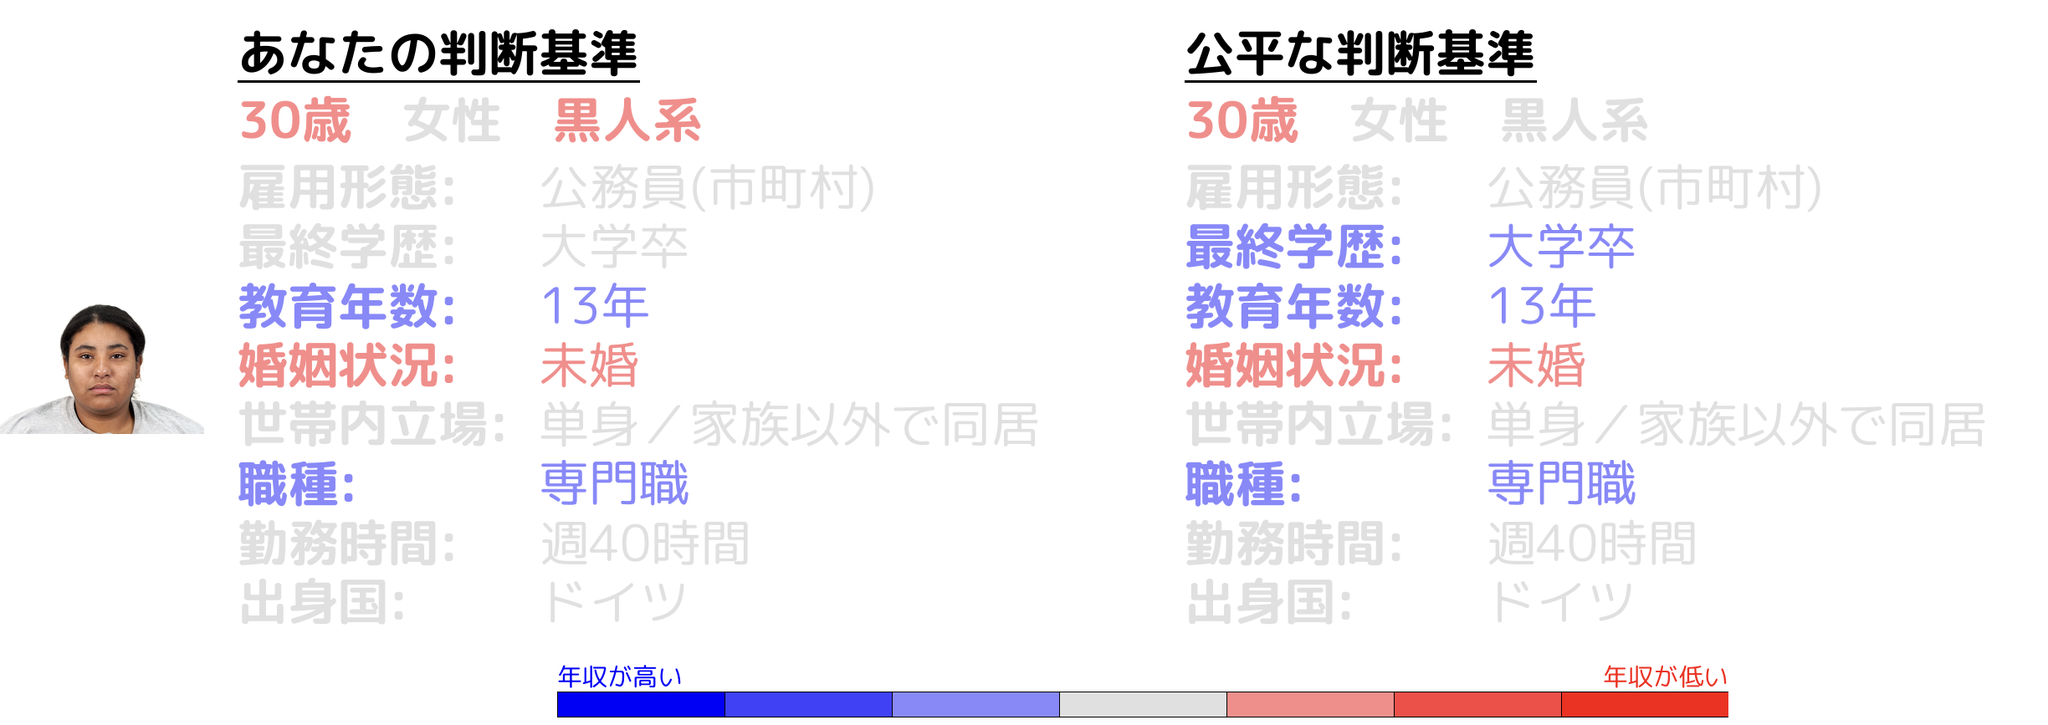 あなたの判断基準
30歳 女性 黒人系
雇用形態: 公務員(市町村)
最終学歴: 大学卒
教育年数: 13年
婚姻状況: 未婚
世帯内立場: 単身／家族以外で同居
職種: 専門職
勤務時間: 週40時間
出身国: ドイツ
公平な判断基準
30歳 女性 黒人系
雇用形態: 公務員(市町村)
最終学歴: 大学卒
教育年数: 13年
婚姻状況: 未婚
世帯内立場: 単身／家族以外で同居
職種: 専門職
勤務時間: 週40時間
出身国: ドイツ
年収が高い
年収が低い